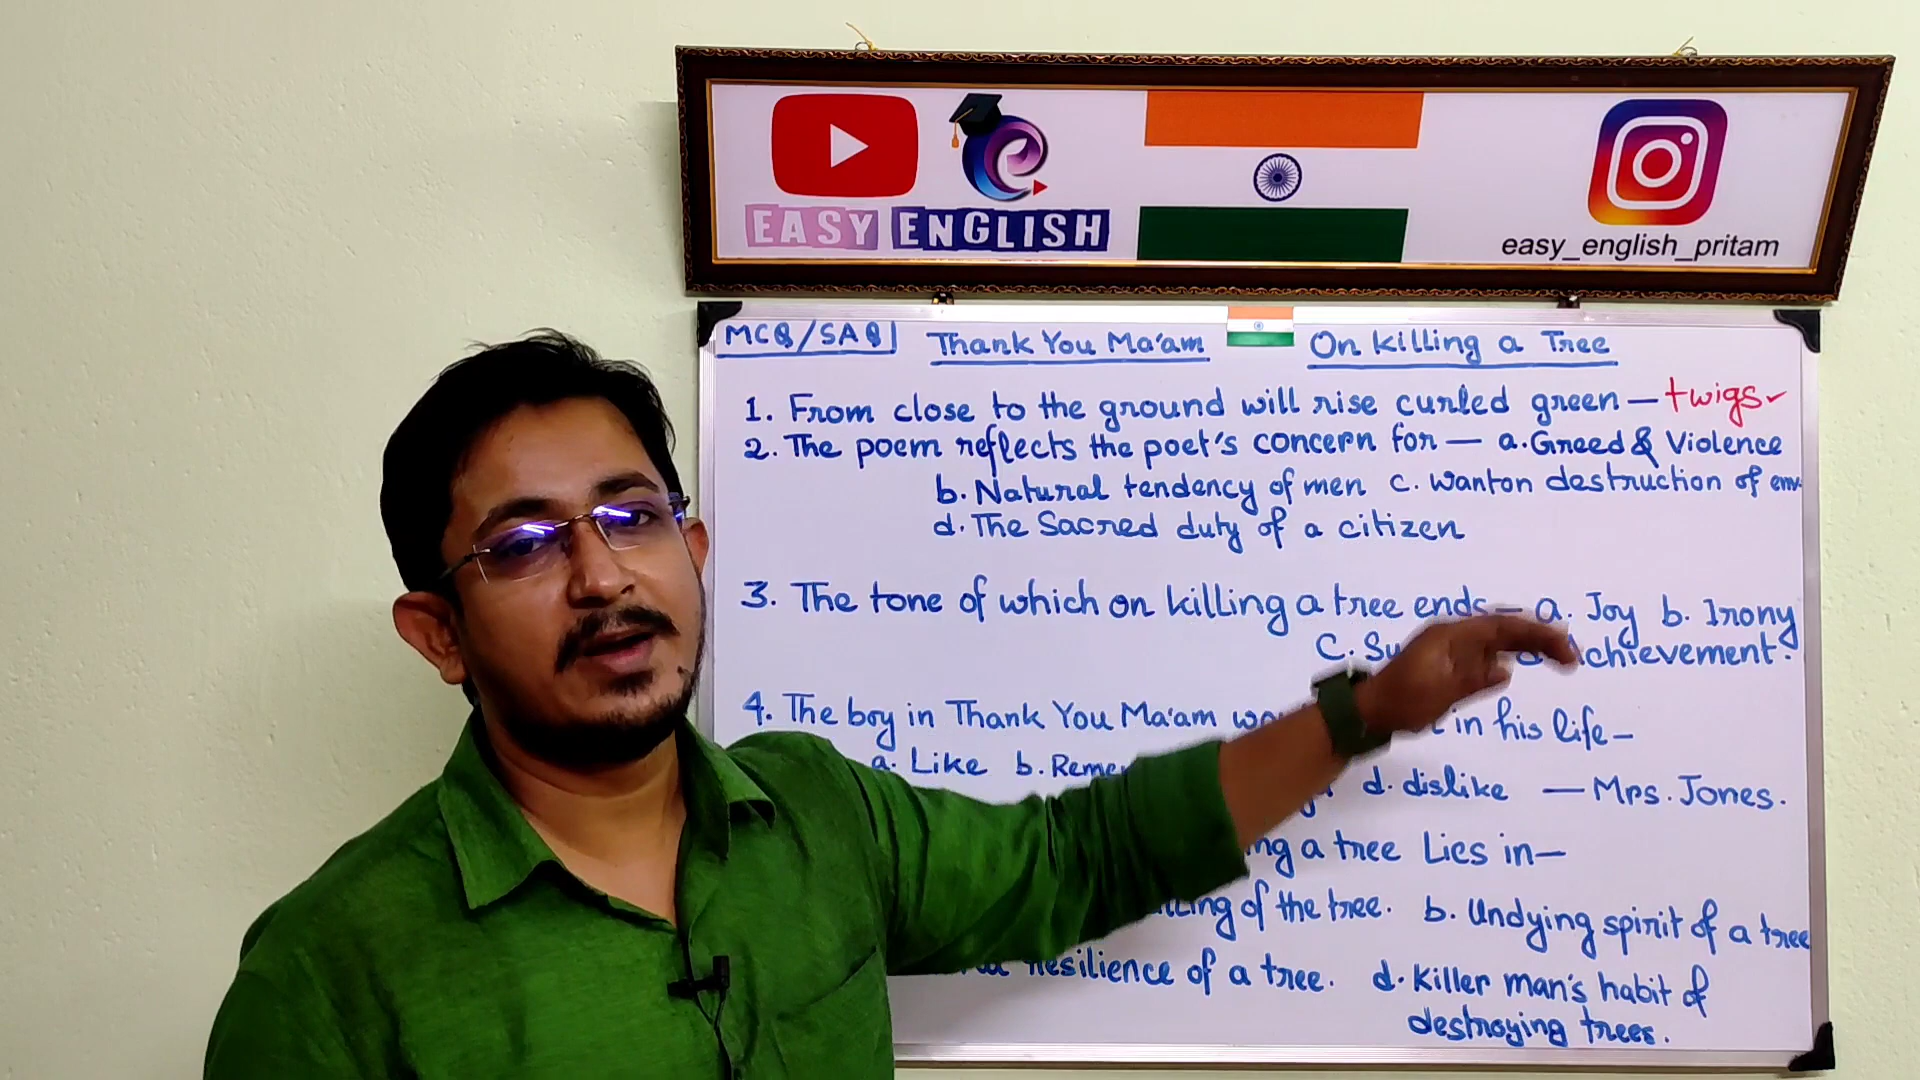 EASY ENGLISH
easy_english_pritam
MCQ/SAQ Thank You Ma'am On Killing a Tree
1. From close to the ground will rise curled green — twigs
2. The poem reflects the poet's concern for — a. Greed & Violence
b. Natural tendency of men c. Wanton destruction of env.
d. The Sacred duty of a citizen
3. The tone of which on killing a tree ends — a. Joy b. Irony
C. d. Achievement.
4. The boy in Thank You Ma'am in his life —
a. Like b. d. dislike — Mrs. Jones.
a tree Lies in —
of the tree. b. Undying spirit of a tree
resilience of a tree. d. Killer man's habit of
destroying trees.